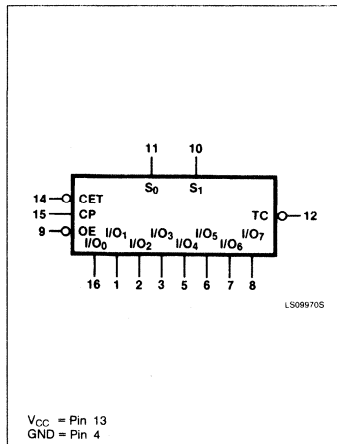 11 10
S0 S1
14 CET TC 12
15 CP
9 OE I/O1 I/O3 I/O5 I/O7
I/O0 I/O2 I/O4 I/O6
16 1 2 3 5 6 7 8
LS09970S
VCC = Pin 13
GND = Pin 4